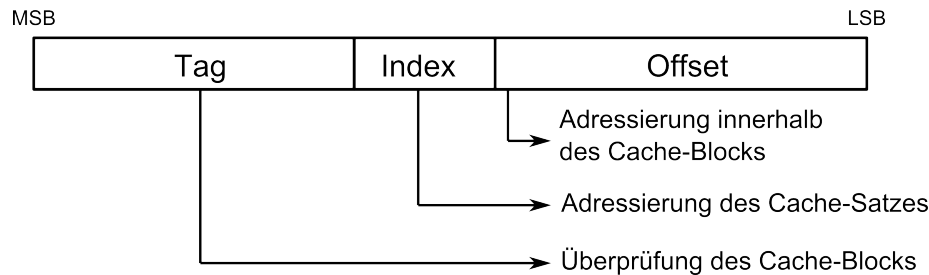 MSB LSB
Tag Index Offset
Adressierung innerhalb
des Cache-Blocks
Adressierung des Cache-Satzes
Überprüfung des Cache-Blocks